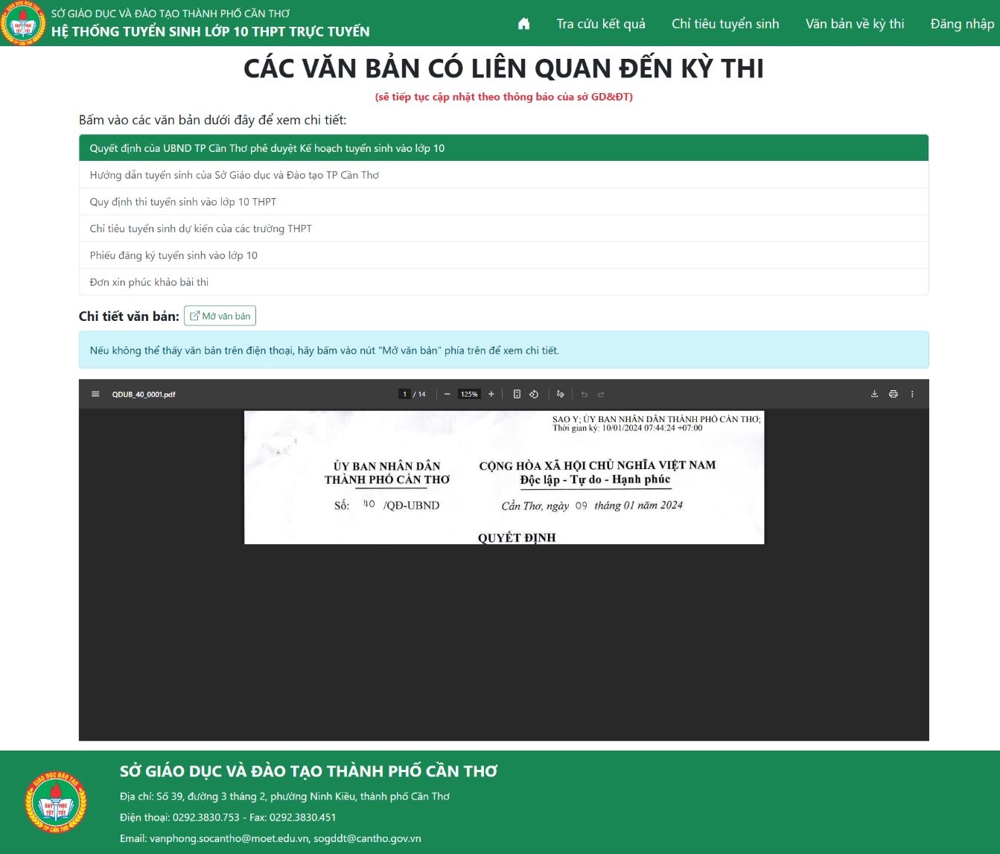 SỞ GIÁO DỤC VÀ ĐÀO TẠO THÀNH PHỐ CẦN THƠ
HỆ THỐNG TUYỂN SINH LỚP 10 THPT TRỰC TUYẾN
Tra cứu kết quả
Chỉ tiêu tuyển sinh
Văn bản về kỳ thi
Đăng nhập
CÁC VĂN BẢN CÓ LIÊN QUAN ĐẾN KỲ THI
(sẽ tiếp tục cập nhật theo thông báo của sở GD&ĐT)
Bấm vào các văn bản dưới đây để xem chi tiết:
Quyết định của UBND TP Cần Thơ phê duyệt Kế hoạch tuyển sinh vào lớp 10
Hướng dẫn tuyển sinh của Sở Giáo dục và Đào tạo TP Cần Thơ
Quy định thi tuyển sinh vào lớp 10 THPT
Chỉ tiêu tuyển sinh dự kiến của các trường THPT
Phiếu đăng ký tuyển sinh vào lớp 10
Đơn xin phúc khảo bài thi
Chi tiết văn bản: Mở văn bản
Nếu không thể thấy văn bản trên điện thoại, hãy bấm vào nút "Mở văn bản" phía trên để xem chi tiết.
QDUB_40_0001.pdf
1 / 14
125%
SAO Y; ỦY BAN NHÂN DÂN THÀNH PHỐ CẦN THƠ;
Thời gian ký: 10/01/2024 07:44:24 +07:00
ỦY BAN NHÂN DÂN
THÀNH PHỐ CẦN THƠ
Số: 40 /QĐ-UBND
CỘNG HÒA XÃ HỘI CHỦ NGHĨA VIỆT NAM
Độc lập - Tự do - Hạnh phúc
Cần Thơ, ngày 09 tháng 01 năm 2024
QUYẾT ĐỊNH
GIÁO DỤC ĐÀO TẠO
DẠY TỐT HỌC TỐT
TP CẦN THƠ
SỞ GIÁO DỤC VÀ ĐÀO TẠO THÀNH PHỐ CẦN THƠ
Địa chỉ: Số 39, đường 3 tháng 2, phường Ninh Kiều, thành phố Cần Thơ
Điện thoại: 0292.3830.753 - Fax: 0292.3830.451
Email: vanphong.socantho@moet.edu.vn, sogddt@cantho.gov.vn